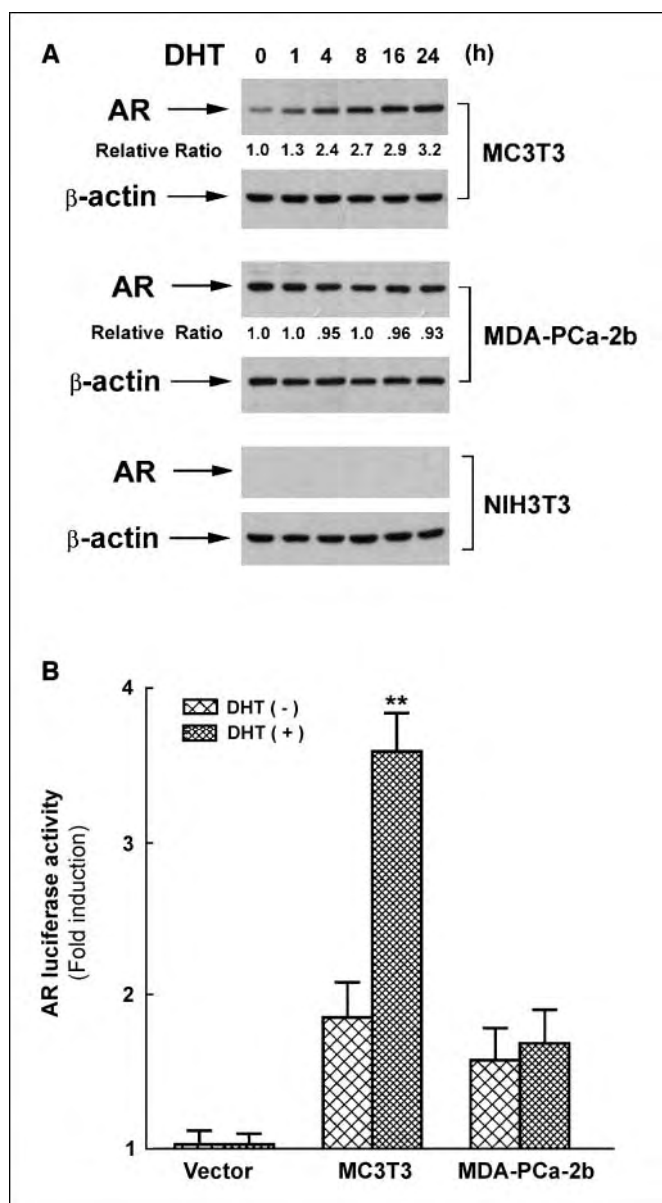 A
DHT 0 1 4 8 16 24 (h)
AR
Relative Ratio 1.0 1.3 2.4 2.7 2.9 3.2
MC3T3
β-actin
AR
Relative Ratio 1.0 1.0 .95 1.0 .96 .93
MDA-PCa-2b
β-actin
AR
NIH3T3
β-actin
B
4
DHT ( - )
**
DHT ( + )
3
AR luciferase activity
(Fold induction)
2
1
Vector MC3T3 MDA-PCa-2b